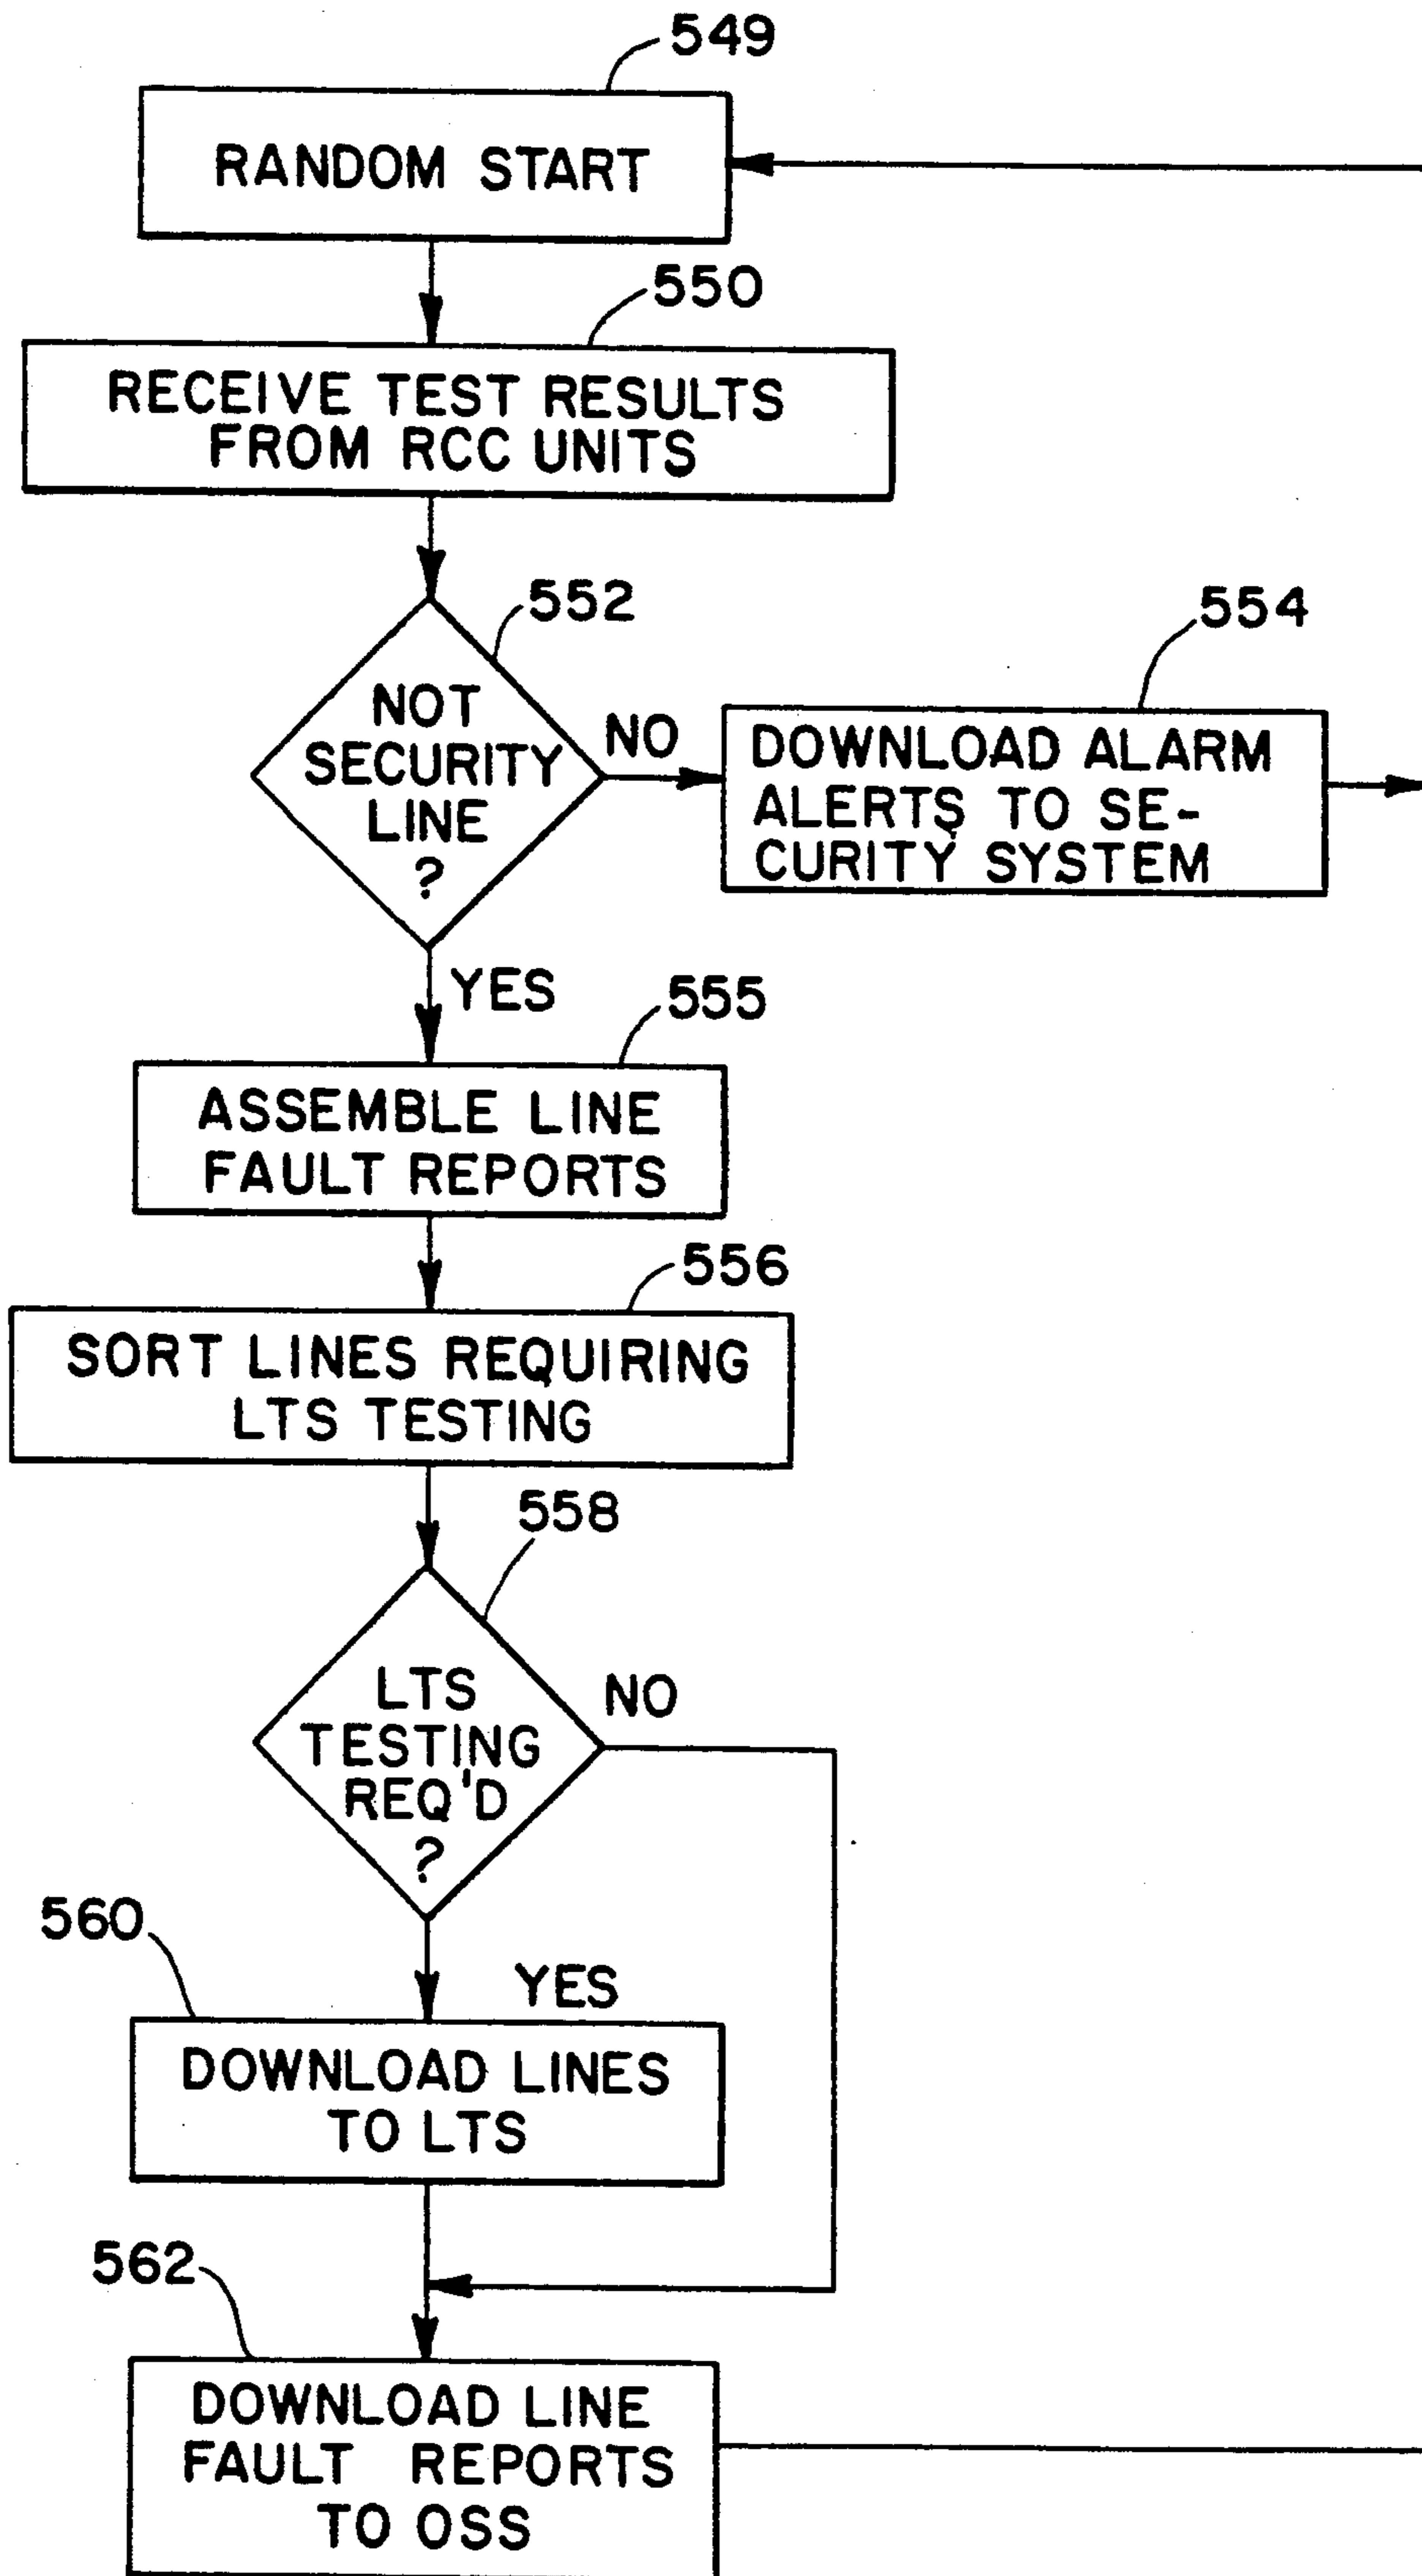 549
RANDOM START
550
RECEIVE TEST RESULTS
FROM RCC UNITS
552
NOT
SECURITY
LINE
?
NO
554
DOWNLOAD ALARM
ALERTS TO SE-
CURITY SYSTEM
YES
555
ASSEMBLE LINE
FAULT REPORTS
556
SORT LINES REQUIRING
LTS TESTING
558
LTS
TESTING
REQ'D
?
NO
YES
560
DOWNLOAD LINES
TO LTS
562
DOWNLOAD LINE
FAULT REPORTS
TO OSS